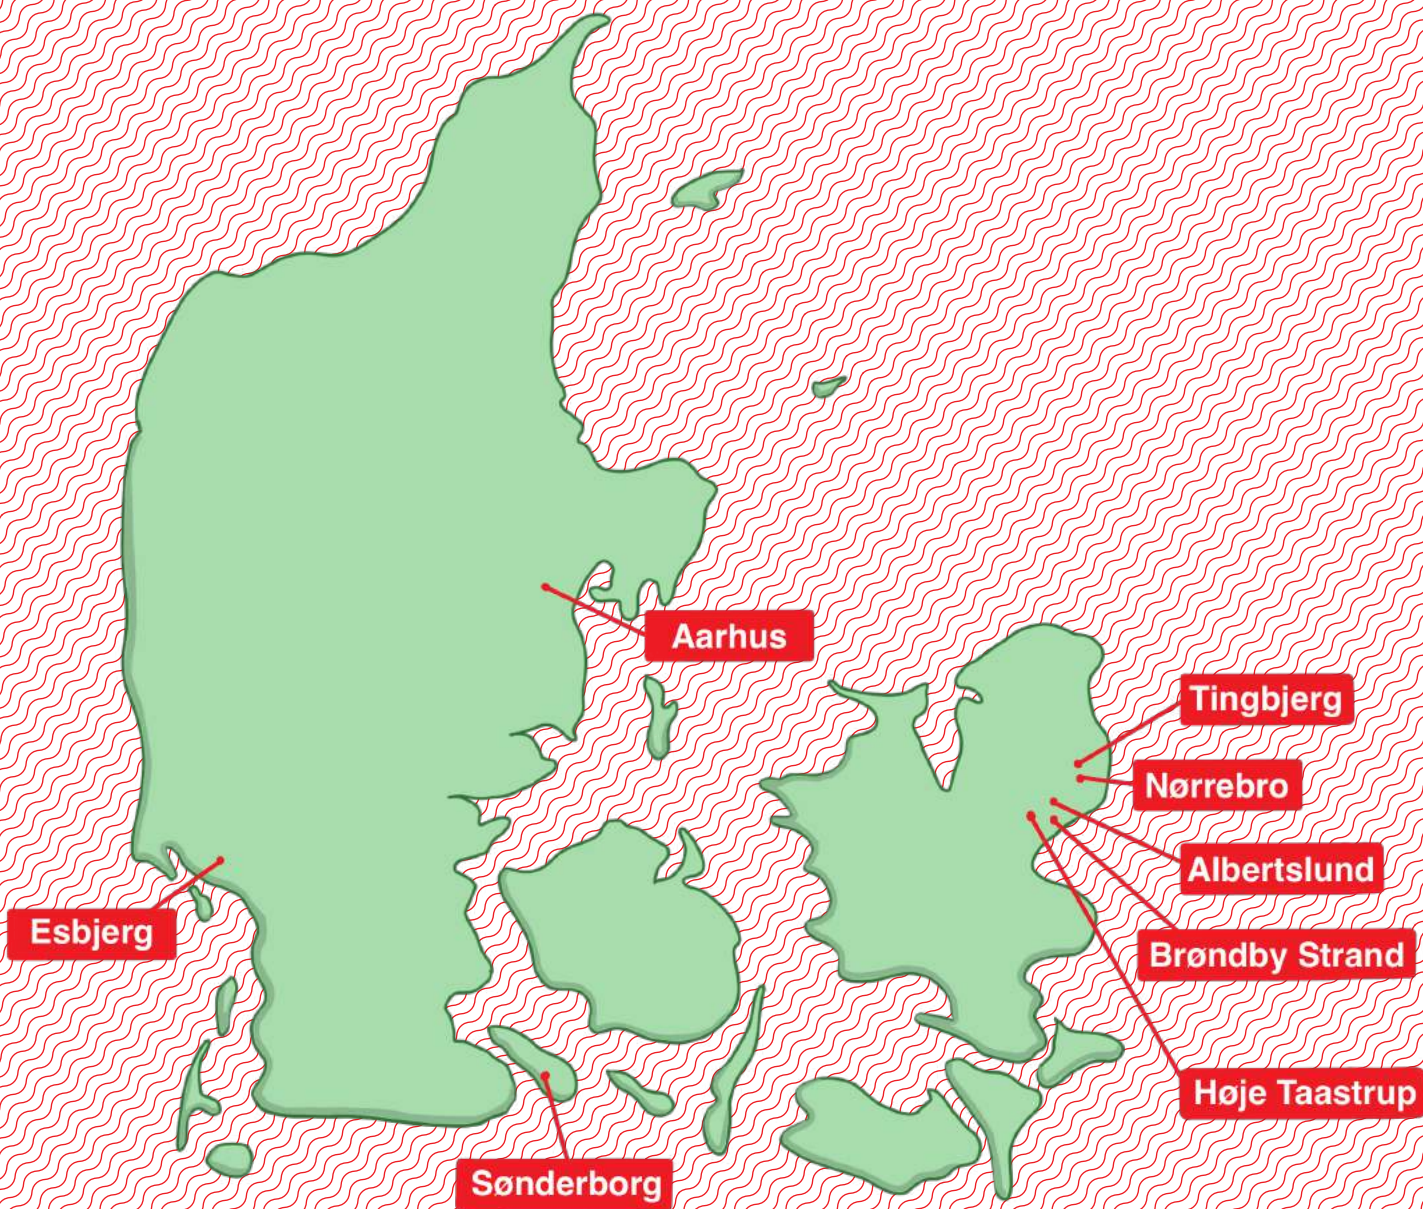 Aarhus
Tingbjerg
Nørrebro
Albertslund
Esbjerg
Brøndby Strand
Høje Taastrup
Sønderborg